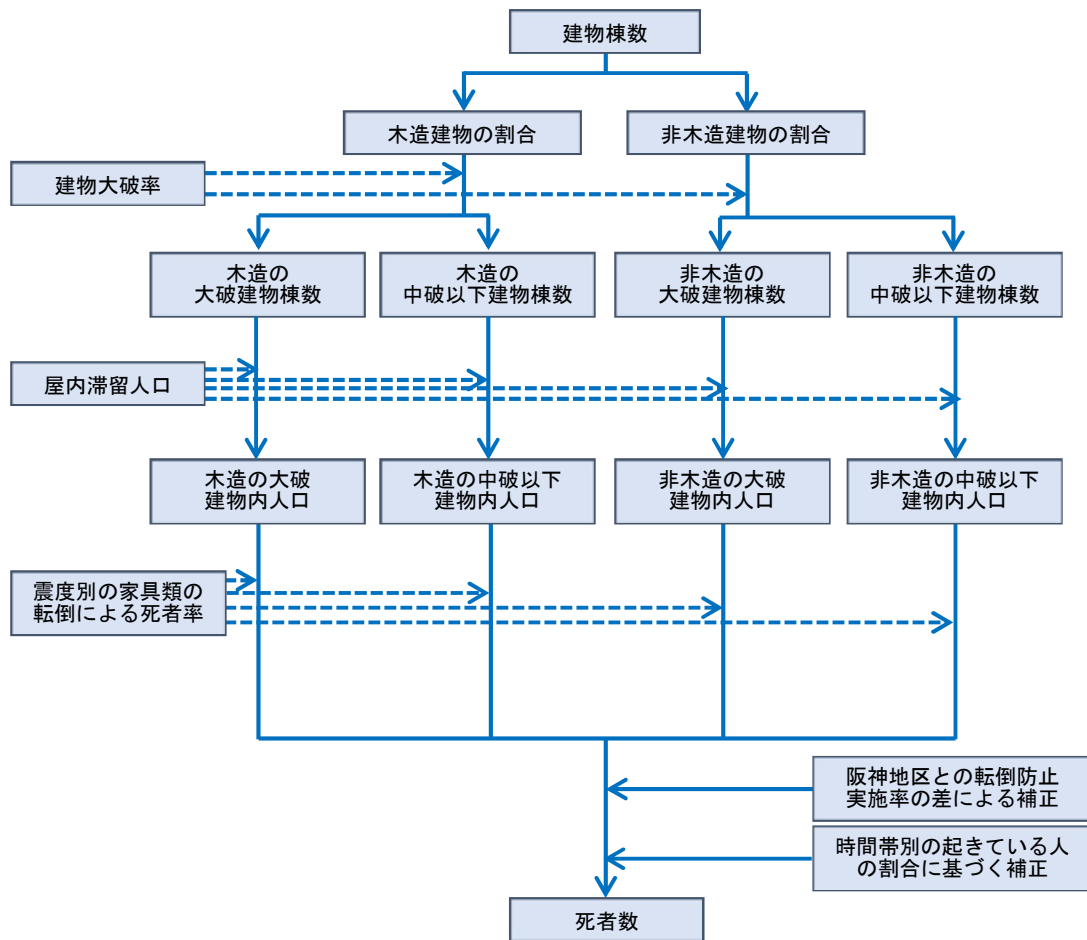 建物棟数
木造建物の割合
非木造建物の割合
建物大破率
木造の
大破建物棟数
木造の
中破以下建物棟数
非木造の
大破建物棟数
非木造の
中破以下建物棟数
屋内滞留人口
木造の大破
建物内人口
木造の中破以下
建物内人口
非木造の大破
建物内人口
非木造の中破以下
建物内人口
震度別の家具類の
転倒による死者率
阪神地区との転倒防止
実施率の差による補正
時間帯別の起きている人
の割合に基づく補正
死者数